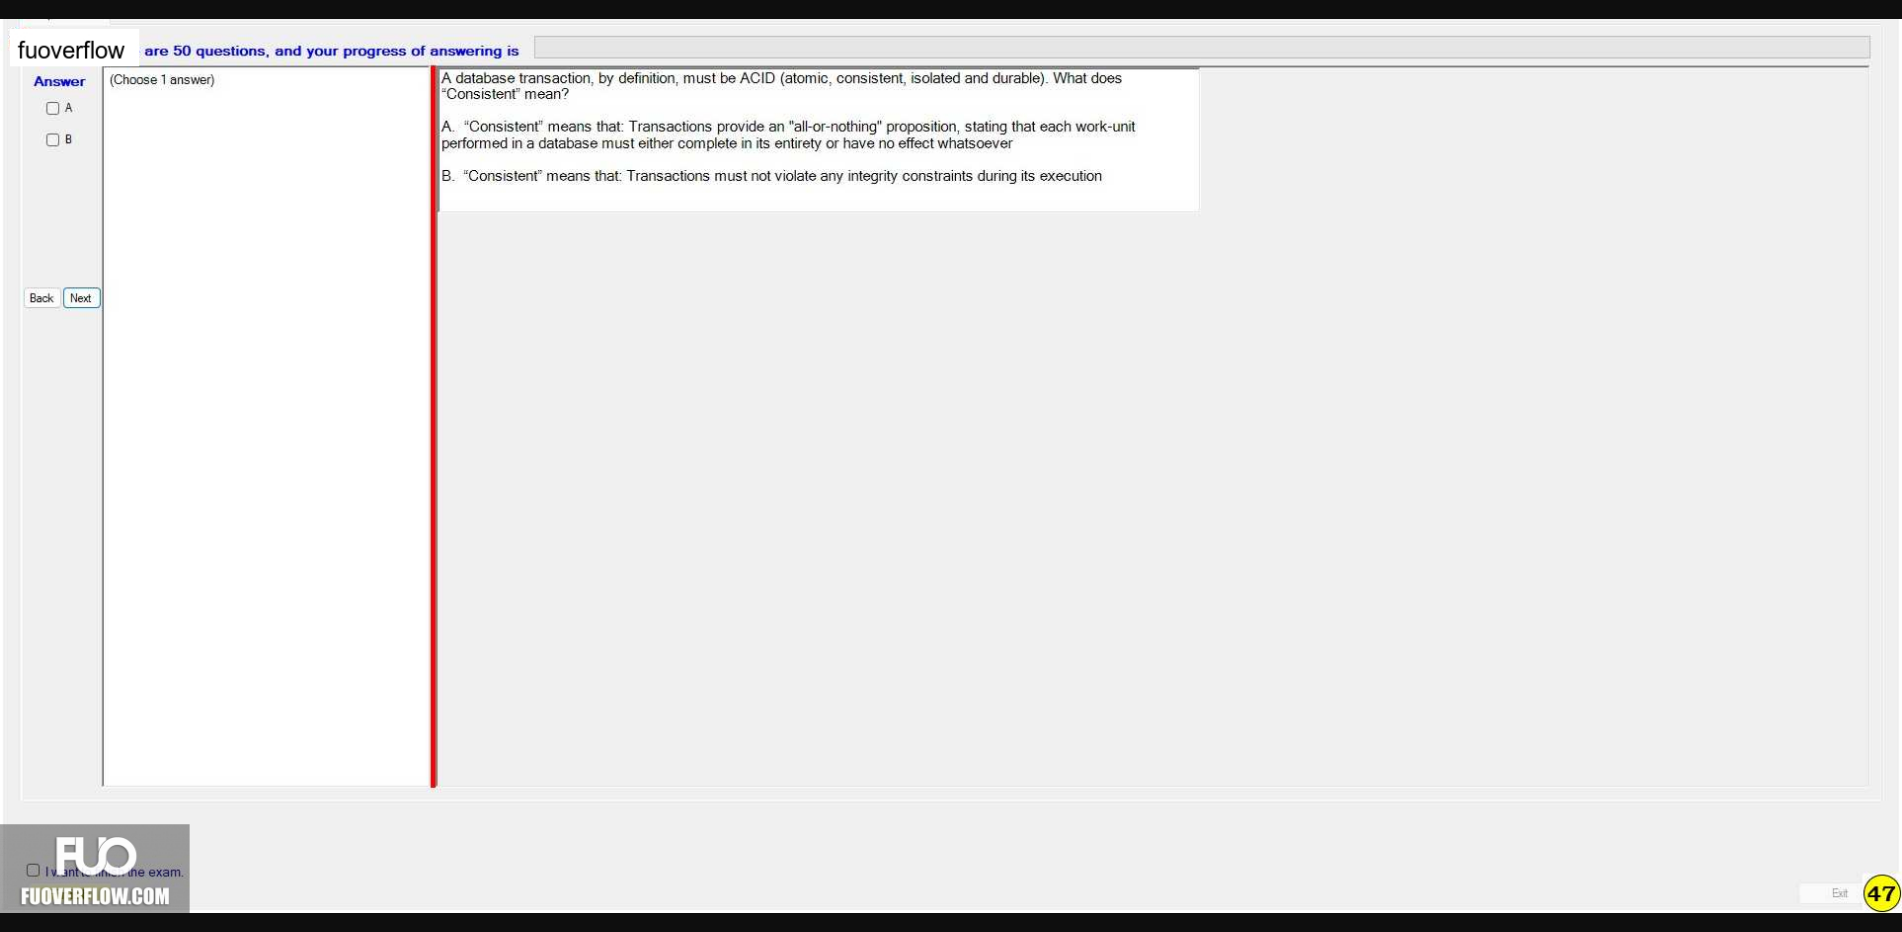 fuoverflow are 50 questions, and your progress of answering is
Answer
A
B
Back Next
(Choose 1 answer)
A database transaction, by definition, must be ACID (atomic, consistent, isolated and durable). What does
“Consistent” mean?
A. “Consistent” means that: Transactions provide an "all-or-nothing" proposition, stating that each work-unit
performed in a database must either complete in its entirety or have no effect whatsoever
B. “Consistent” means that: Transactions must not violate any integrity constraints during its execution
FUO
I want to finish the exam.
FUOVERFLOW.COM
Exit
47